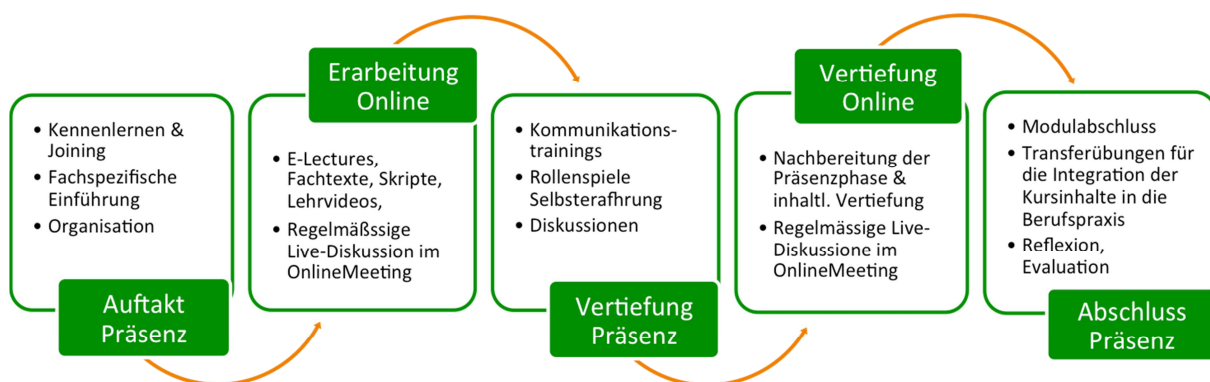 • Kennenlernen &
Joining
• Fachspezifische
Einführung
• Organisation
Auftakt
Präsenz
Erarbeitung
Online
• E-Lectures,
Fachtexte, Skripte,
Lehrvideos,
• Regelmäßssige
Live-Diskussion im
OnlineMeeting
• Kommunikations-
trainings
• Rollenspiele
Selbsterafhrung
• Diskussionen
Vertiefung
Präsenz
Vertiefung
Online
• Nachbereitung der
Präsenzphase &
inhaltl. Vertiefung
• Regelmässige Live-
Diskussione im
OnlineMeeting
• Modulabschluss
• Transferübungen für
die Integration der
Kursinhalte in die
Berufspraxis
• Reflexion,
Evaluation
Abschluss
Präsenz